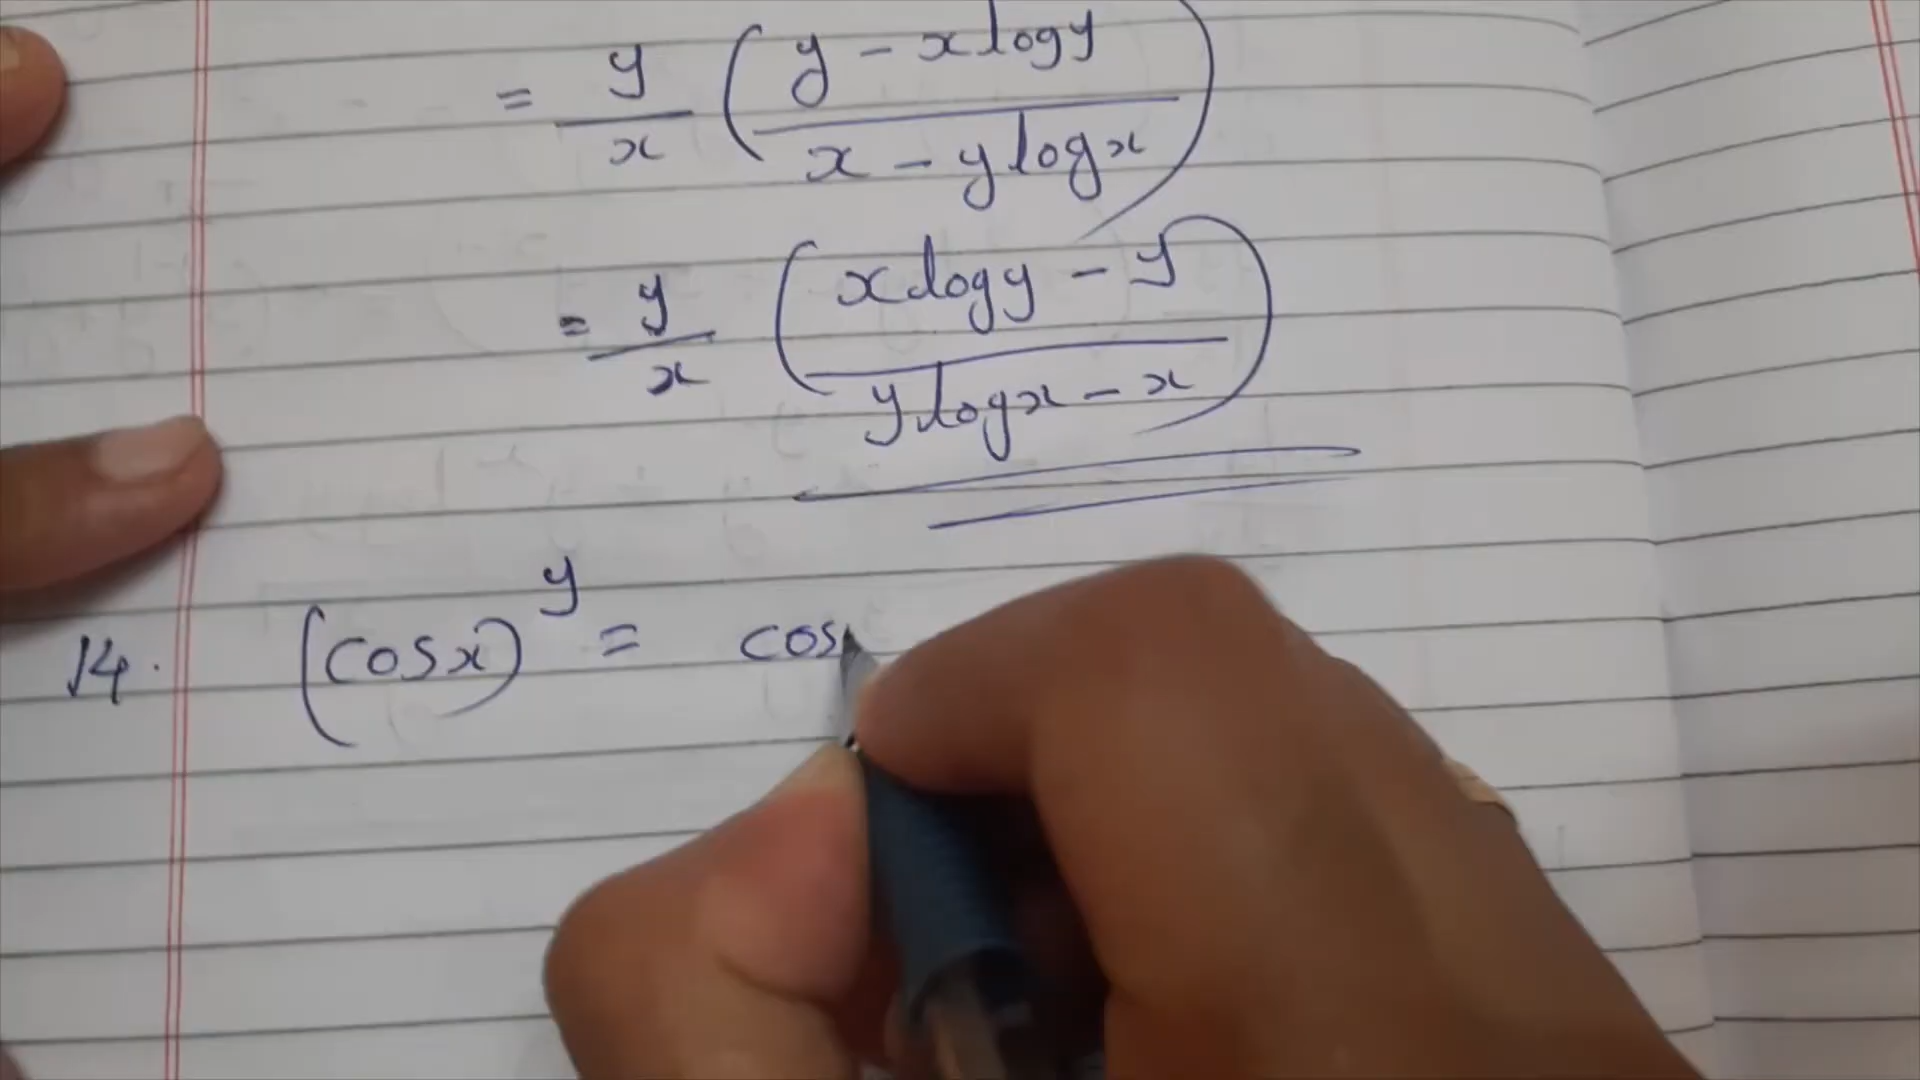 = y/x ( (y - x log y) / (x - y log x) )
= y/x ( (x log y - y) / (y log x - x) )
14. (cos x)^y = cos